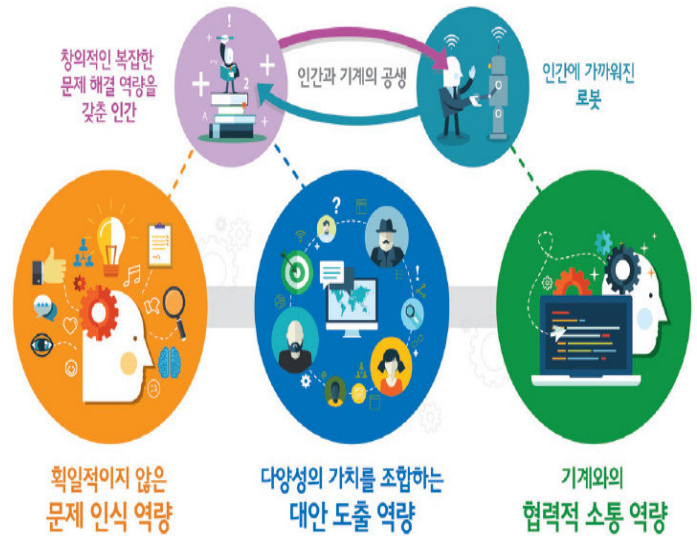 창의적인 복잡한
문제 해결 역량을
갖춘 인간
인간과 기계의 공생
인간에 가까워진
로봇
획일적이지 않은
문제 인식 역량
다양성의 가치를 조합하는
대안 도출 역량
기계와의
협력적 소통 역량